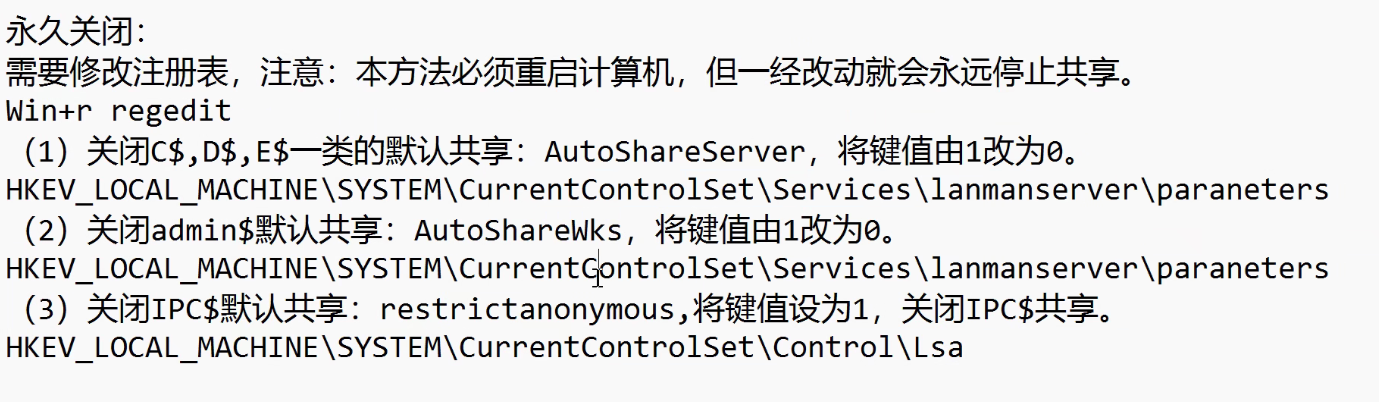 永久关闭：
需要修改注册表，注意：本方法必须重启计算机，但一经改动就会永远停止共享。
Win+r regedit
（1）关闭C$,D$,E$一类的默认共享：AutoShareServer，将键值由1改为0。
HKEV_LOCAL_MACHINE\SYSTEM\CurrentControlSet\Services\lanmanserver\paraneters
（2）关闭admin$默认共享：AutoShareWks，将键值由1改为0。
HKEV_LOCAL_MACHINE\SYSTEM\CurrentControlSet\Services\lanmanserver\paraneters
（3）关闭IPC$默认共享：restrictanonymous,将键值设为1，关闭IPC$共享。
HKEV_LOCAL_MACHINE\SYSTEM\CurrentControlSet\Control\Lsa